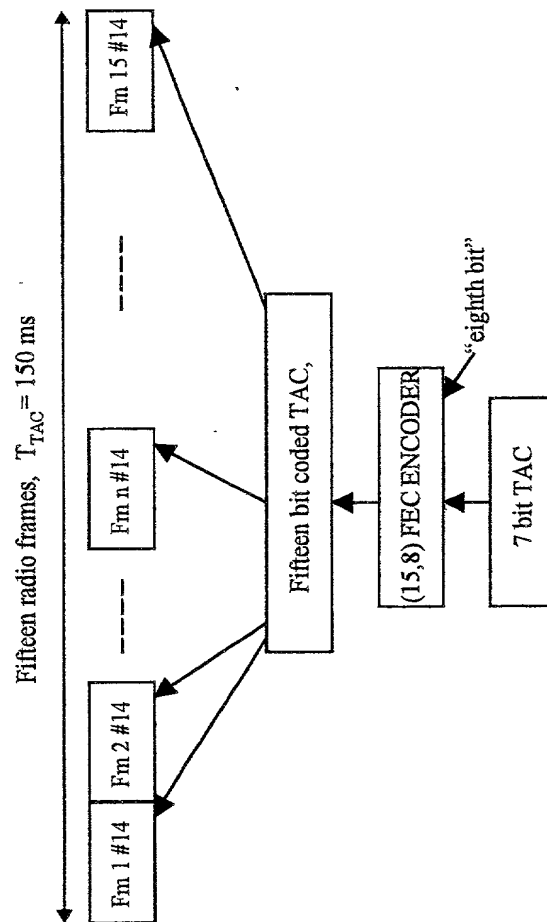 Fifteen radio frames, T_TAC = 150 ms
Fm 1 #14
Fm 2 #14
Fm n #14
Fm 15 #14
Fifteen bit coded TAC,
(15,8) FEC ENCODER
"eighth bit"
7 bit TAC